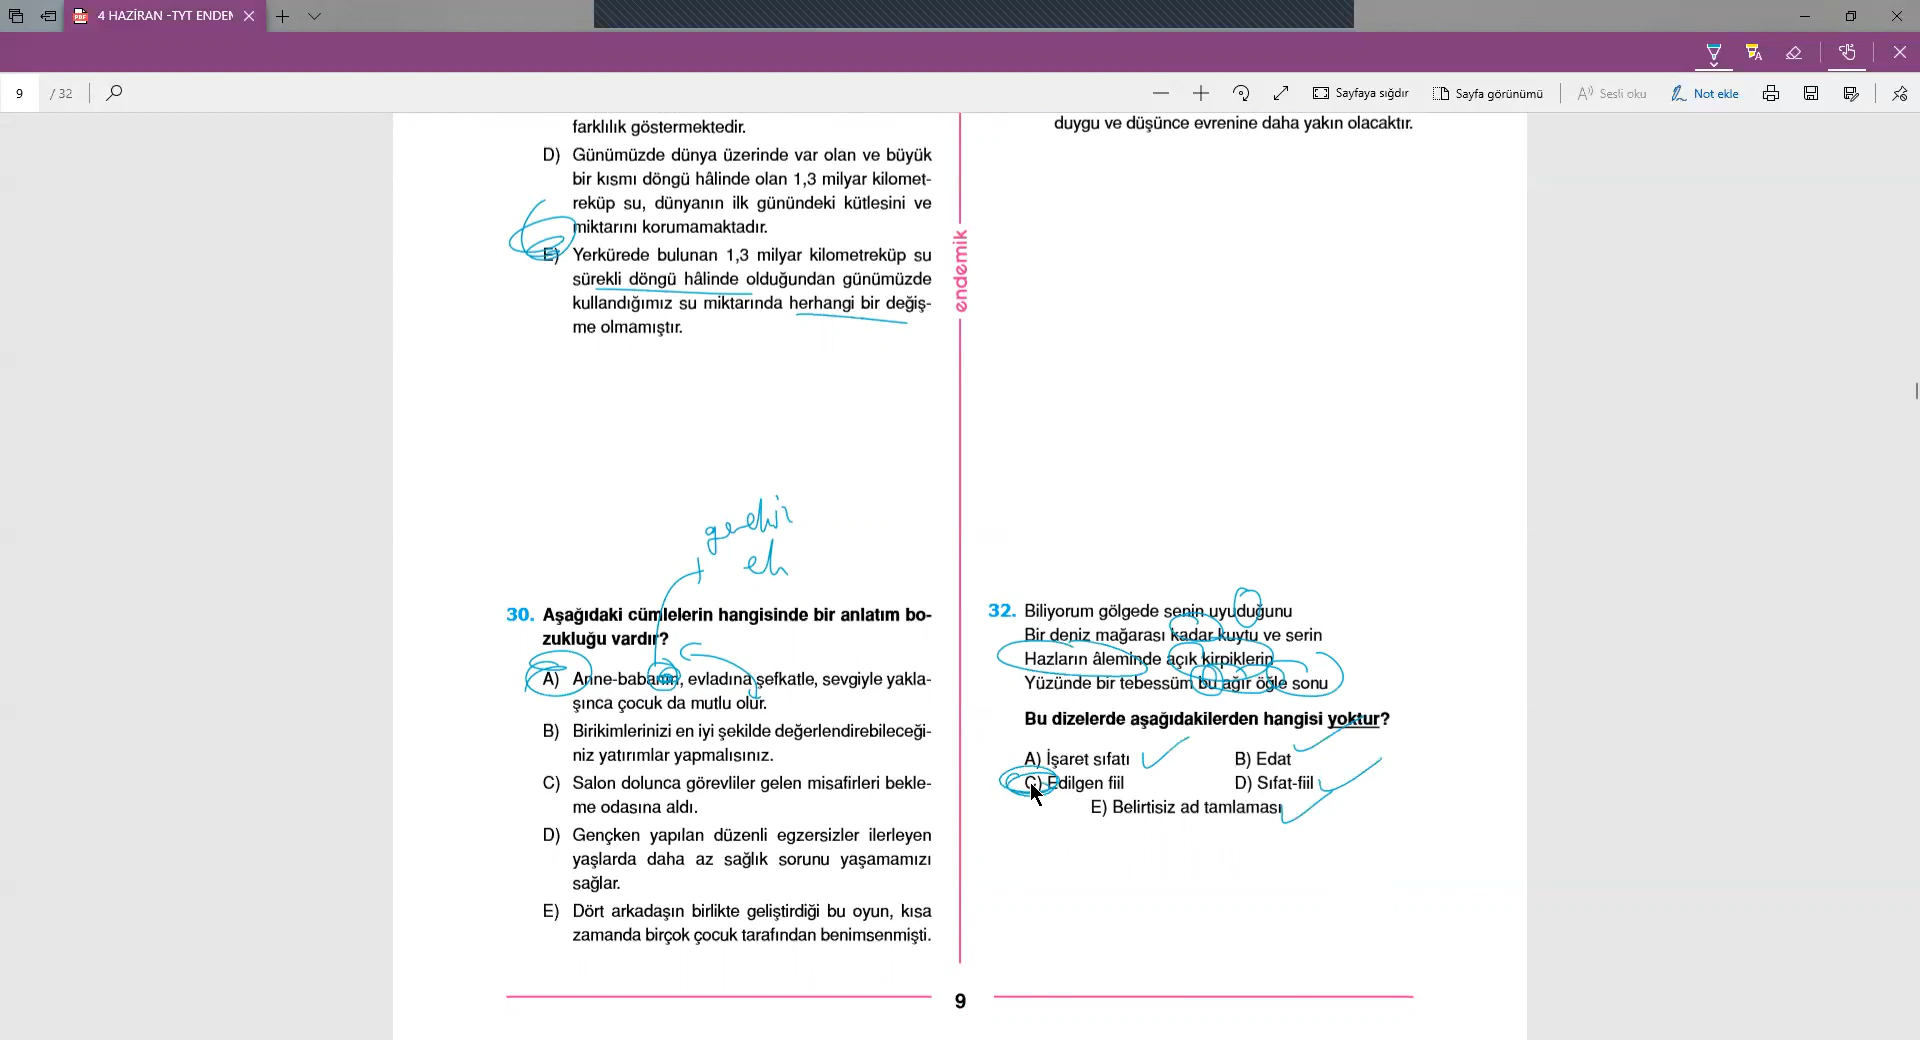 4 HAZİRAN -TYT ENDEM
9 / 32
Sayfaya sığdır
Sayfa görünümü
Sesli oku
Not ekle
farklılık göstermektedir.
D) Günümüzde dünya üzerinde var olan ve büyük
bir kısmı döngü hâlinde olan 1,3 milyar kilomet-
reküp su, dünyanın ilk günündeki kütlesini ve
miktarını korumamaktadır.
E) Yerkürede bulunan 1,3 milyar kilometreküp su
sürekli döngü hâlinde olduğundan günümüzde
kullandığımız su miktarında herhangi bir değiş-
me olmamıştır.
gereksiz
ek
30. Aşağıdaki cümlelerin hangisinde bir anlatım bo-
zukluğu vardır?
A) Anne-babanın, evladına şefkatle, sevgiyle yakla-
şınca çocuk da mutlu olur.
B) Birikimlerinizi en iyi şekilde değerlendirebileceği-
niz yatırımlar yapmalısınız.
C) Salon dolunca görevliler gelen misafirleri bekle-
me odasına aldı.
D) Gençken yapılan düzenli egzersizler ilerleyen
yaşlarda daha az sağlık sorunu yaşamamızı
sağlar.
E) Dört arkadaşın birlikte geliştirdiği bu oyun, kısa
zamanda birçok çocuk tarafından benimsenmişti.
endemik
duygu ve düşünce evrenine daha yakın olacaktır.
32. Biliyorum gölgede senin uyuduğunu
Bir deniz mağarası kadar kuytu ve serin
Hazların âleminde açık kirpiklerin
Yüzünde bir tebessüm bu ağır öğle sonu
Bu dizelerde aşağıdakilerden hangisi yoktur?
A) İşaret sıfatı B) Edat
C) Edilgen fiil D) Sıfat-fiil
E) Belirtisiz ad tamlaması
9